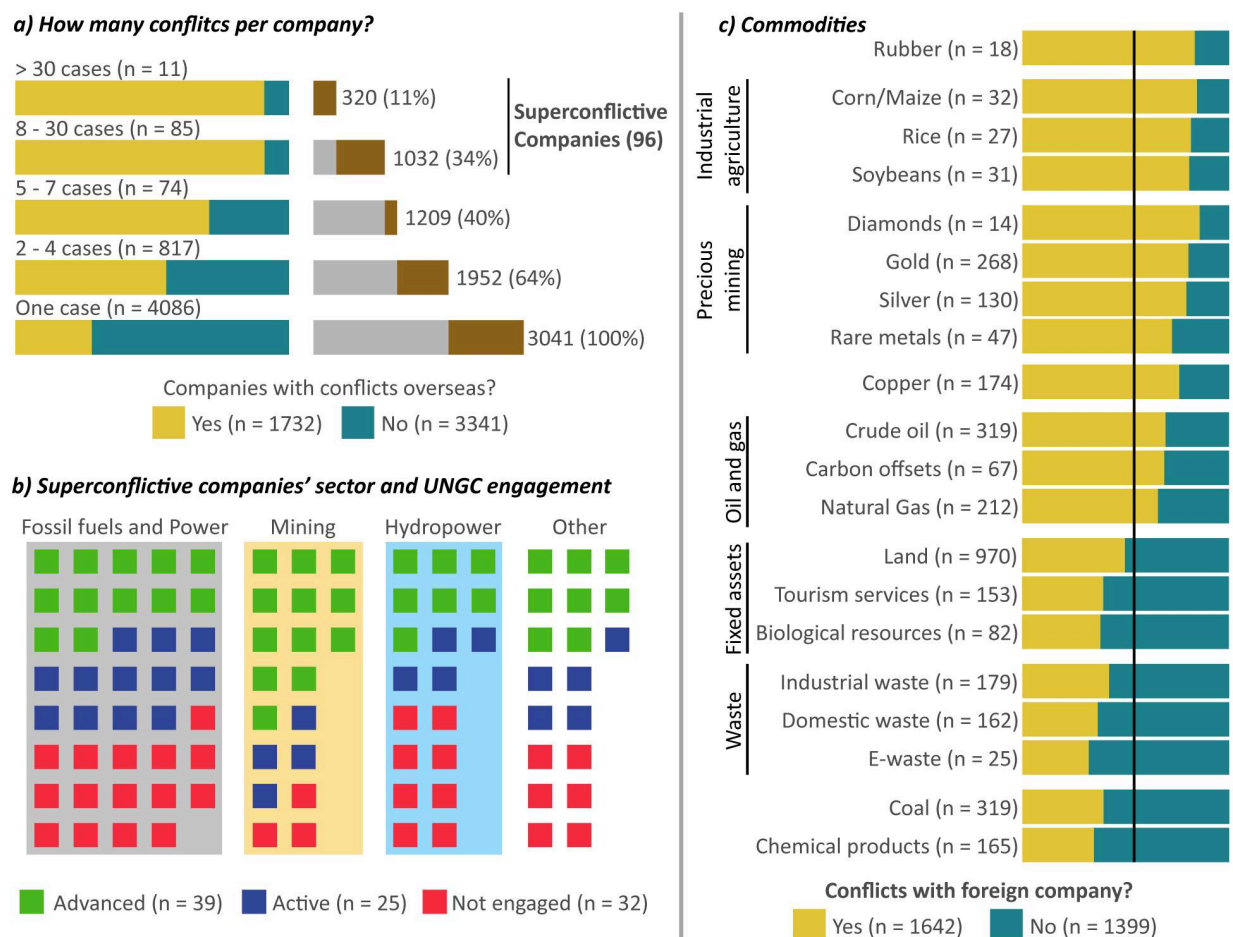 a) How many conflitcs per company?
> 30 cases (n = 11)
320 (11%)
8 - 30 cases (n = 85)
1032 (34%)
Superconflictive
Companies (96)
5 - 7 cases (n = 74)
1209 (40%)
2 - 4 cases (n = 817)
1952 (64%)
One case (n = 4086)
3041 (100%)
Companies with conflicts overseas?
Yes (n = 1732)
No (n = 3341)
b) Superconflictive companies’ sector and UNGC engagement
Fossil fuels and Power
Mining
Hydropower
Other
Advanced (n = 39)
Active (n = 25)
Not engaged (n = 32)
c) Commodities
Rubber (n = 18)
Industrial
agriculture
Corn/Maize (n = 32)
Rice (n = 27)
Soybeans (n = 31)
Precious
mining
Diamonds (n = 14)
Gold (n = 268)
Silver (n = 130)
Rare metals (n = 47)
Copper (n = 174)
Oil and gas
Crude oil (n = 319)
Carbon offsets (n = 67)
Natural Gas (n = 212)
Fixed assets
Land (n = 970)
Tourism services (n = 153)
Biological resources (n = 82)
Waste
Industrial waste (n = 179)
Domestic waste (n = 162)
E-waste (n = 25)
Coal (n = 319)
Chemical products (n = 165)
Conflicts with foreign company?
Yes (n = 1642)
No (n = 1399)